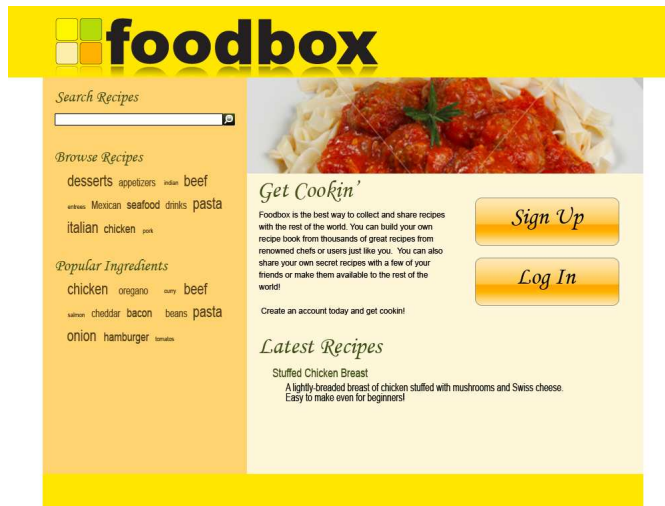 foodbox
Search Recipes
Browse Recipes
desserts appetizers indian beef
entrees Mexican seafood drinks pasta
italian chicken pork
Popular Ingredients
chicken oregano curry beef
salmon cheddar bacon beans pasta
onion hamburger tomatos
Get Cookin'
Foodbox is the best way to collect and share recipes
with the rest of the world. You can build your own
recipe book from thousands of great recipes from
renowned chefs or users just like you. You can also
share your own secret recipes with a few of your
friends or make them available to the rest of the
world!
Create an account today and get cookin!
Sign Up
Log In
Latest Recipes
Stuffed Chicken Breast
A lightly-breaded breast of chicken stuffed with mushrooms and Swiss cheese.
Easy to make even for beginners!